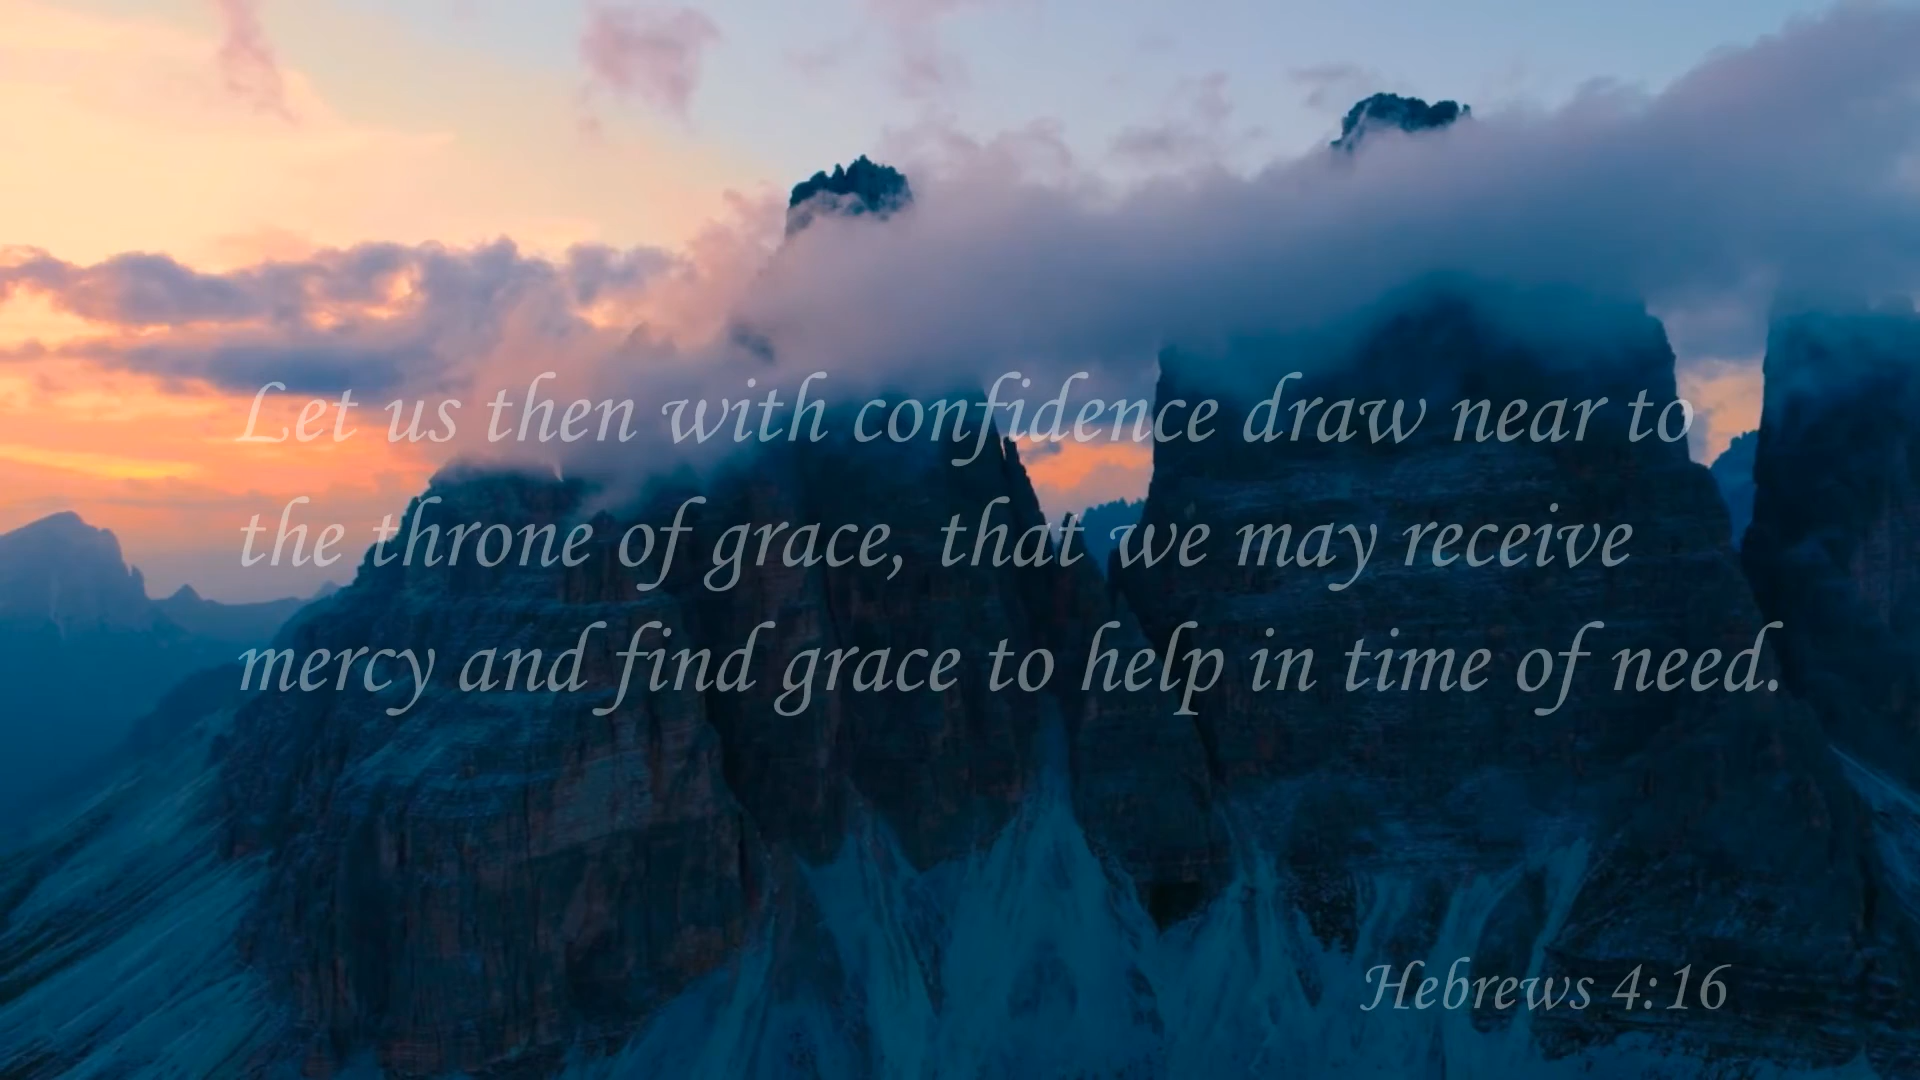 Let us then with confidence draw near to
the throne of grace, that we may receive
mercy and find grace to help in time of need.
Hebrews 4:16